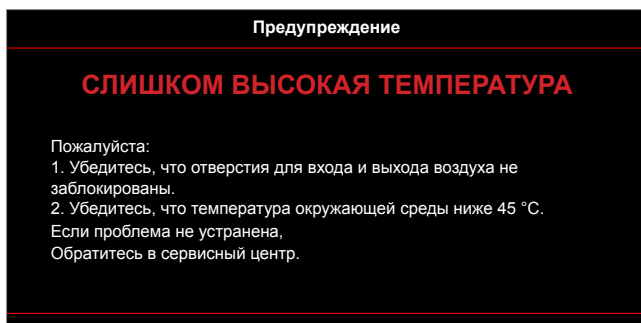 Предупреждение
СЛИШКОМ ВЫСОКАЯ ТЕМПЕРАТУРА
Пожалуйста:
1. Убедитесь, что отверстия для входа и выхода воздуха не
заблокированы.
2. Убедитесь, что температура окружающей среды ниже 45 °C.
Если проблема не устранена,
Обратитесь в сервисный центр.